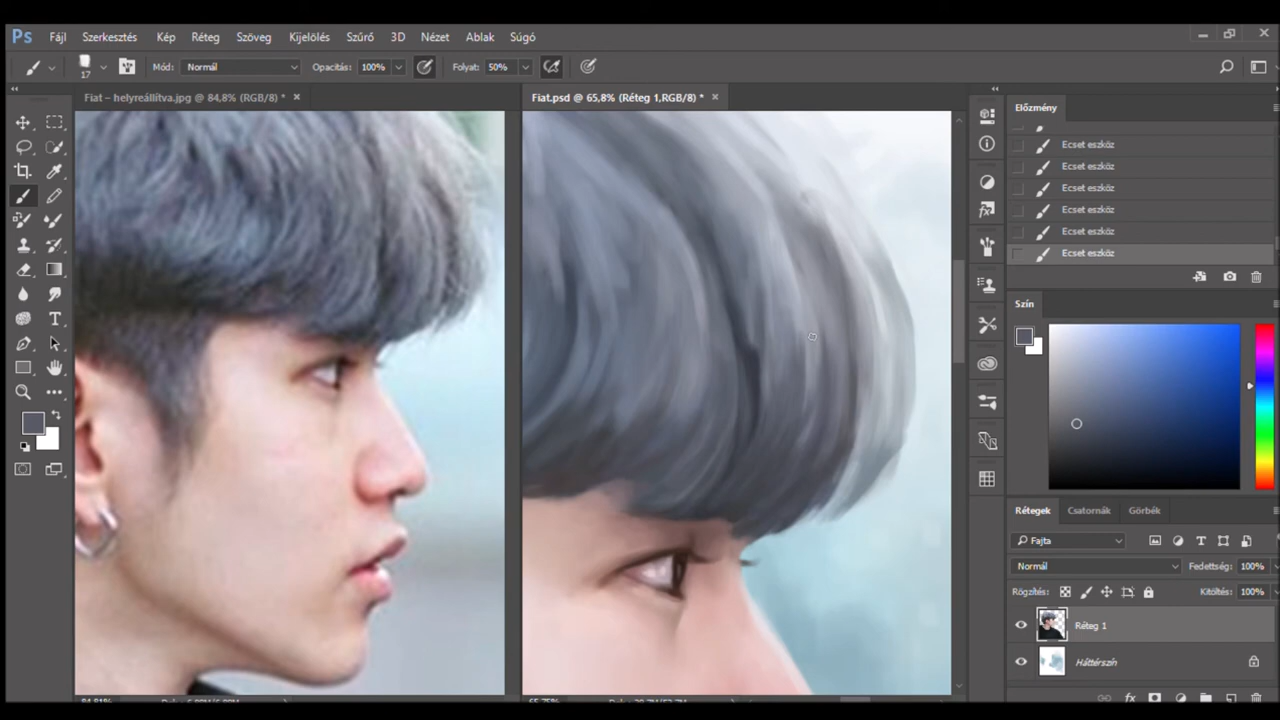 Ps Fájl Szerkesztés Kép Réteg Szöveg Kijelölés Szűrő 3D Nézet Ablak Súgó
17 Mód: Normál Opacitás: 100% Folyat: 50%
Fiat – helyreállítva.jpg @ 84,8% (RGB/8) *
Fiat.psd @ 65,8% (Réteg 1,RGB/8) *
Előzmény
Ecset eszköz
Ecset eszköz
Ecset eszköz
Ecset eszköz
Ecset eszköz
Ecset eszköz
Szín
Rétegek Csatornák Görbék
Fajta
Normál Fedettség: 100%
Rögzítés: Kitöltés: 100%
Réteg 1
Háttérszín